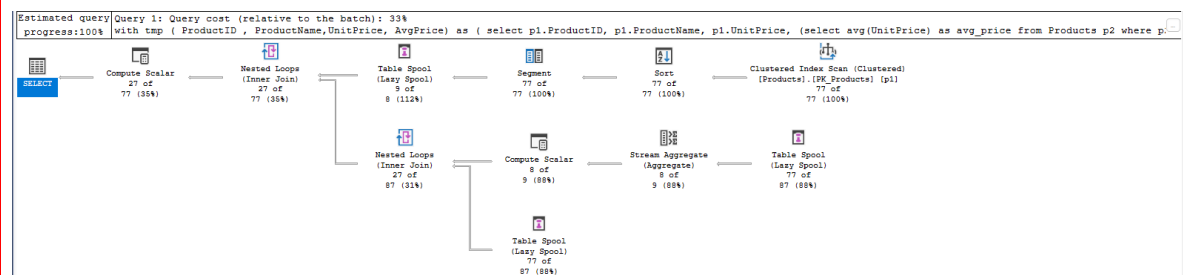 Estimated query
progress:100%
Query 1: Query cost (relative to the batch): 33%
with tmp ( ProductID , ProductName,UnitPrice, AvgPrice) as ( select p1.ProductID, p1.ProductName, p1.UnitPrice, (select avg(UnitPrice) as avg_price from Products p2 where p
...
SELECT
Compute Scalar
27 of
77 (35%)
Nested Loops
(Inner Join)
27 of
77 (35%)
Table Spool
(Lazy Spool)
9 of
8 (112%)
Segment
77 of
77 (100%)
Sort
77 of
77 (100%)
Clustered Index Scan (Clustered)
[Products].[PK_Products] [p1]
77 of
77 (100%)
Nested Loops
(Inner Join)
27 of
87 (31%)
Compute Scalar
8 of
9 (88%)
Stream Aggregate
(Aggregate)
8 of
9 (88%)
Table Spool
(Lazy Spool)
77 of
87 (88%)
Table Spool
(Lazy Spool)
77 of
87 (88%)